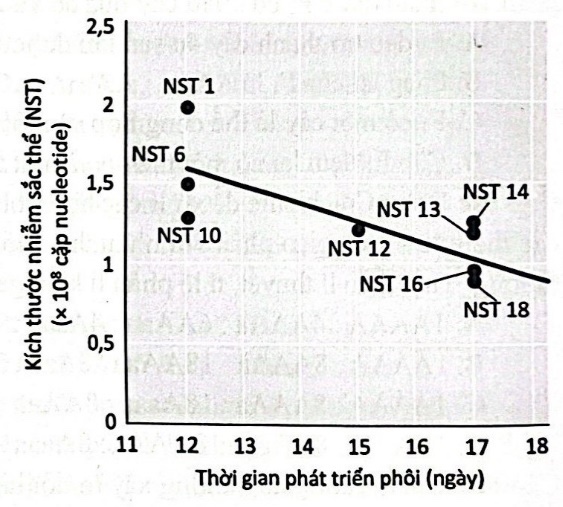 Kích thước nhiễm sắc thể (NST)
(× 10⁸ cặp nucleotide)
2,5
2
1,5
1
0,5
0
NST 1
NST 6
NST 10
NST 12
NST 13
NST 14
NST 16
NST 18
11 12 13 14 15 16 17 18
Thời gian phát triển phôi (ngày)